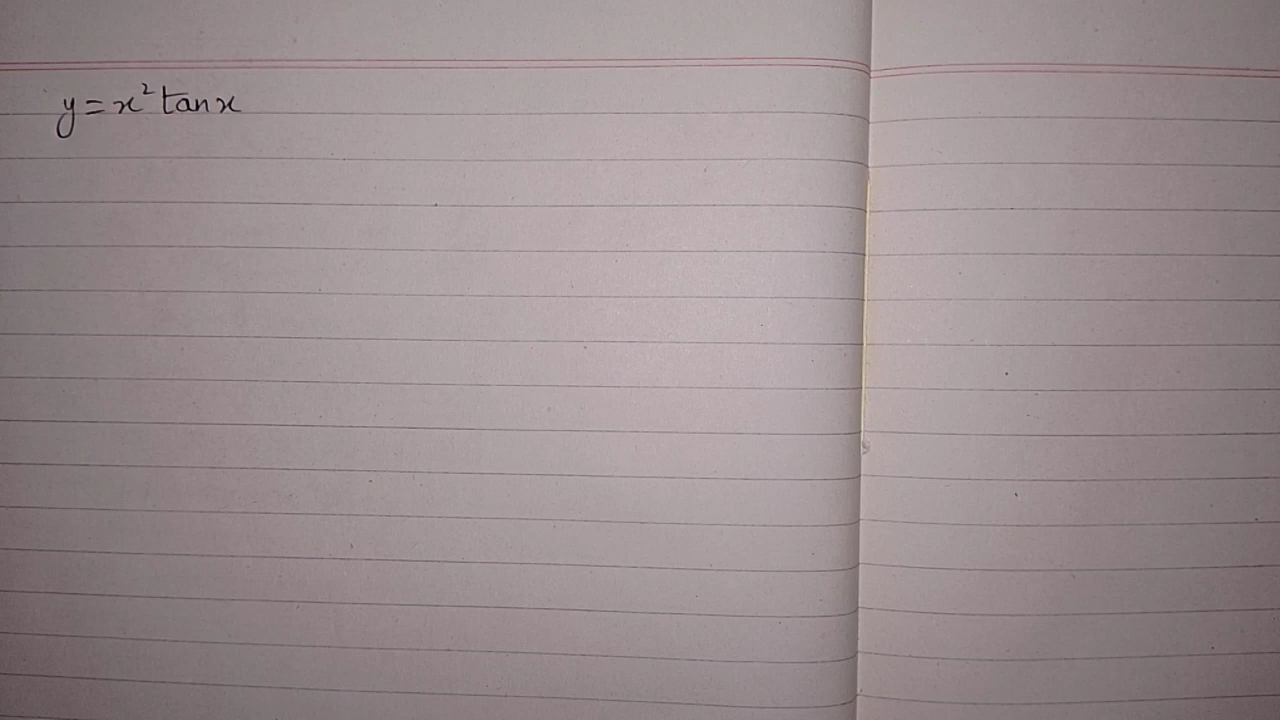 y = x² tan x